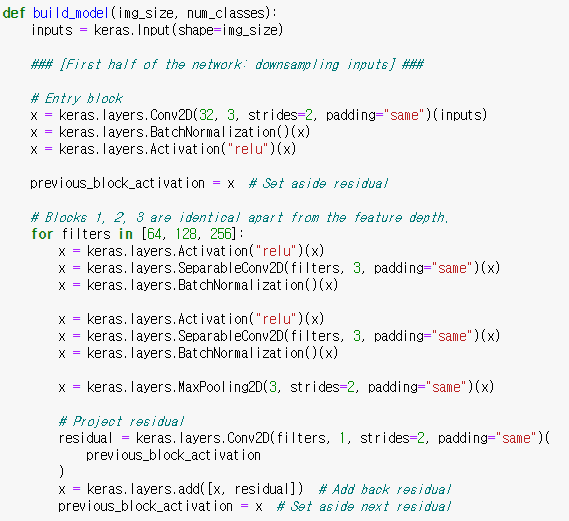 def build_model(img_size, num_classes):
    inputs = keras.Input(shape=img_size)

    ### [First half of the network: downsampling inputs] ###

    # Entry block
    x = keras.layers.Conv2D(32, 3, strides=2, padding="same")(inputs)
    x = keras.layers.BatchNormalization()(x)
    x = keras.layers.Activation("relu")(x)

    previous_block_activation = x  # Set aside residual

    # Blocks 1, 2, 3 are identical apart from the feature depth.
    for filters in [64, 128, 256]:
        x = keras.layers.Activation("relu")(x)
        x = keras.layers.SeparableConv2D(filters, 3, padding="same")(x)
        x = keras.layers.BatchNormalization()(x)

        x = keras.layers.Activation("relu")(x)
        x = keras.layers.SeparableConv2D(filters, 3, padding="same")(x)
        x = keras.layers.BatchNormalization()(x)

        x = keras.layers.MaxPooling2D(3, strides=2, padding="same")(x)

        # Project residual
        residual = keras.layers.Conv2D(filters, 1, strides=2, padding="same")(
            previous_block_activation
        )
        x = keras.layers.add([x, residual])  # Add back residual
        previous_block_activation = x  # Set aside next residual